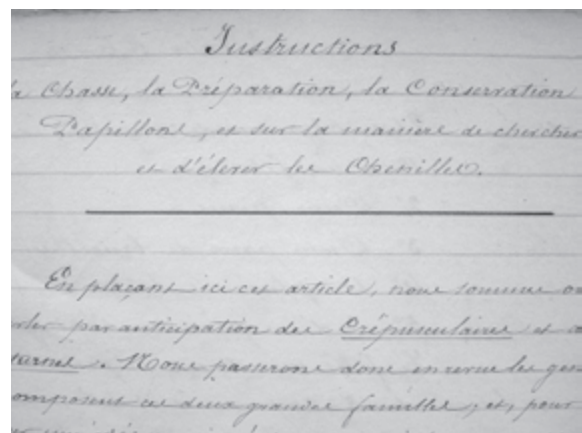 Instructions
la Chasse, la Préparation, la Conservation
Papillons, et sur la manière de chercher
et d'élever les Chenilles.
En plaçant ici cet article, nous sommes
par anticipation des Crépusculaires et
. Nous passerons donc en revue les
composent ces deux grandes familles, et, pour